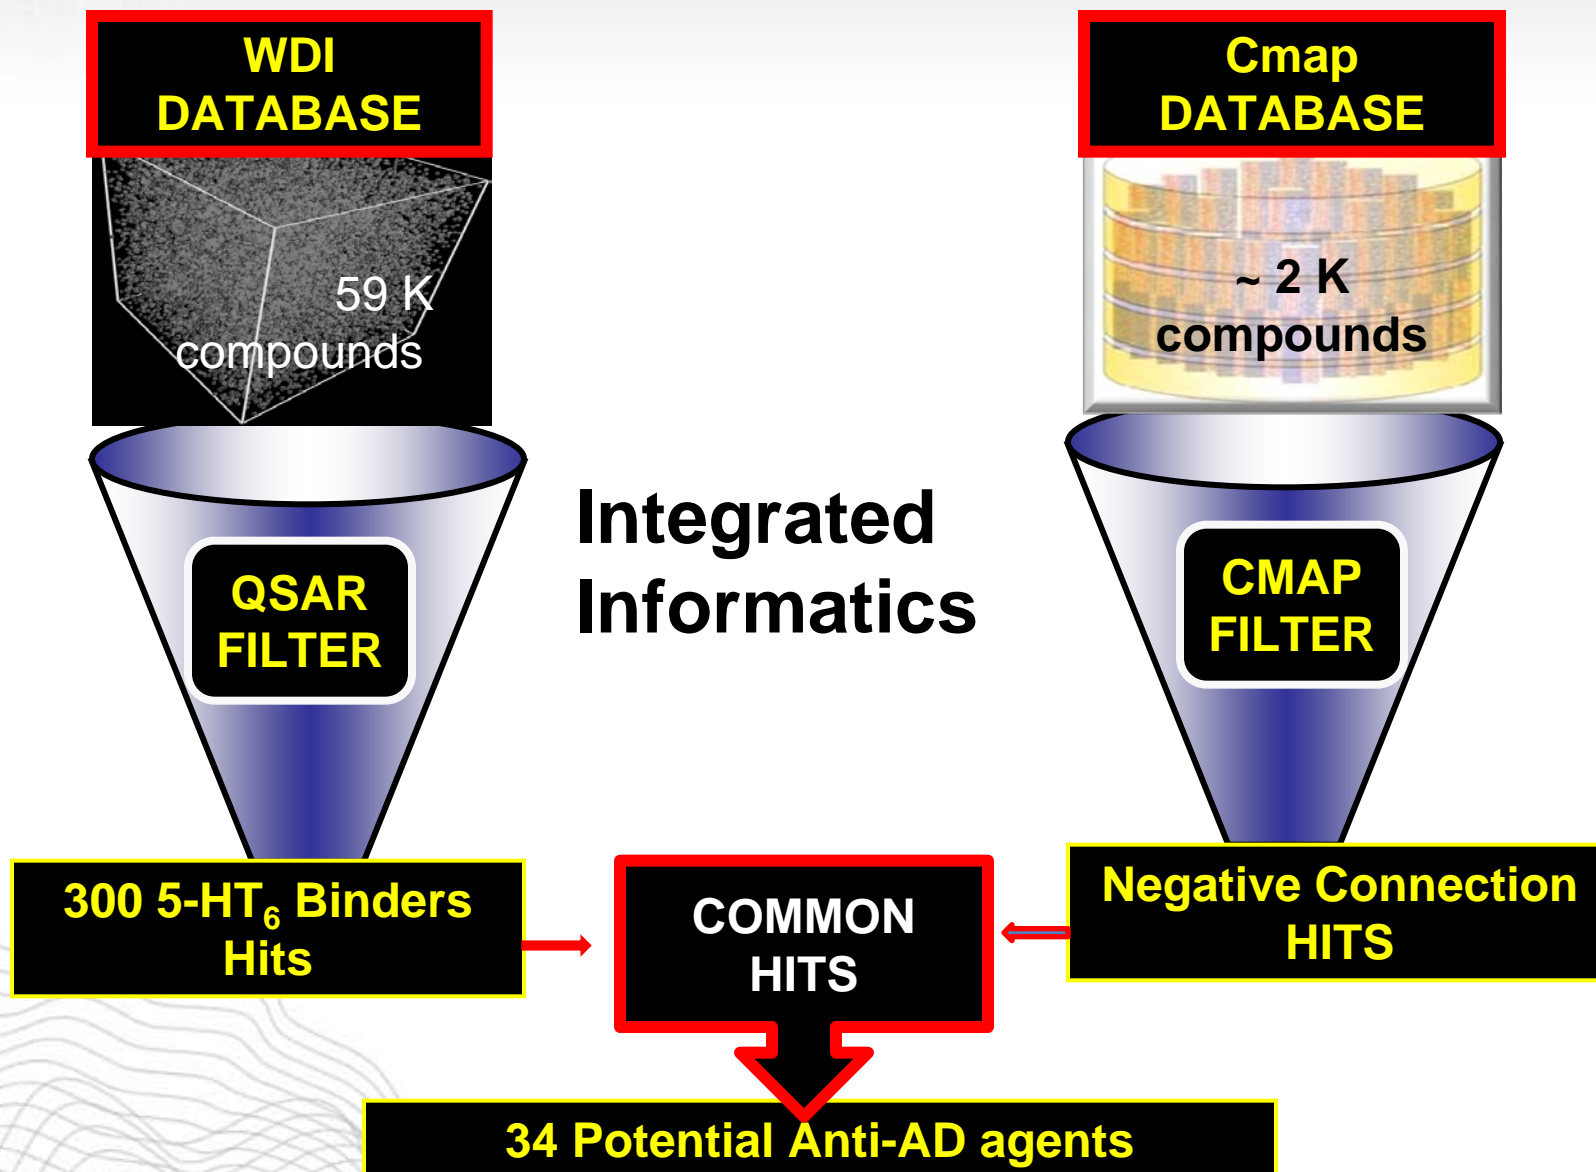 WDI
DATABASE
59 K
compounds
QSAR
FILTER
300 5-HT₆ Binders
Hits
Integrated
Informatics
Cmap
DATABASE
~ 2 K
compounds
CMAP
FILTER
Negative Connection
HITS
COMMON
HITS
34 Potential Anti-AD agents